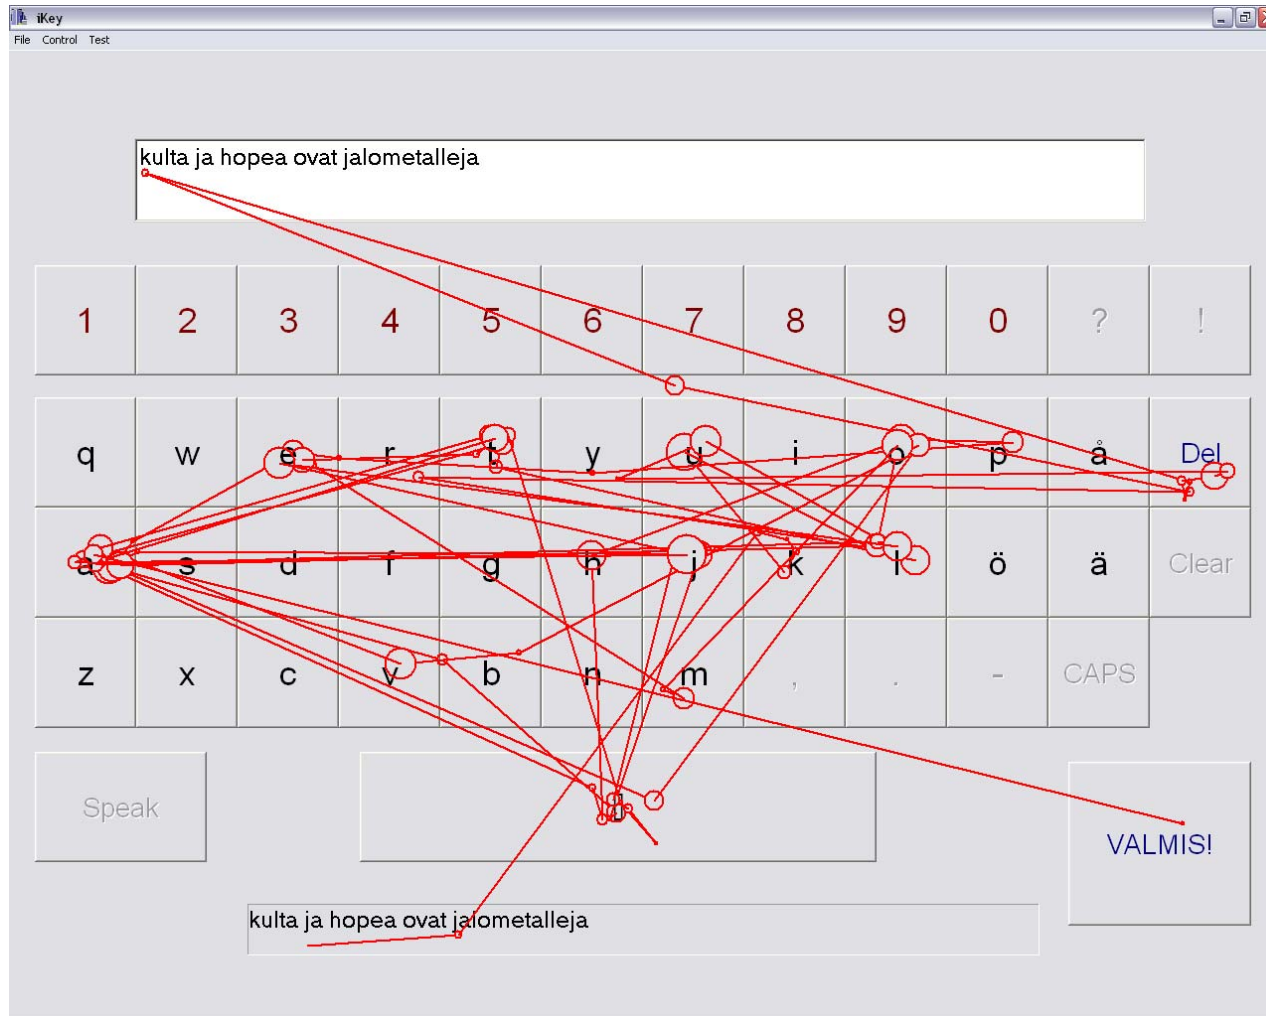 iKey
File Control Test
kulta ja hopea ovat jalometalleja
1 2 3 4 5 6 7 8 9 0 ? !
q w e r t y u i o p å Del
a s d f g h j k l ö ä Clear
z x c v b n m , . - CAPS
Speak VALMIS!
kulta ja hopea ovat jalometalleja